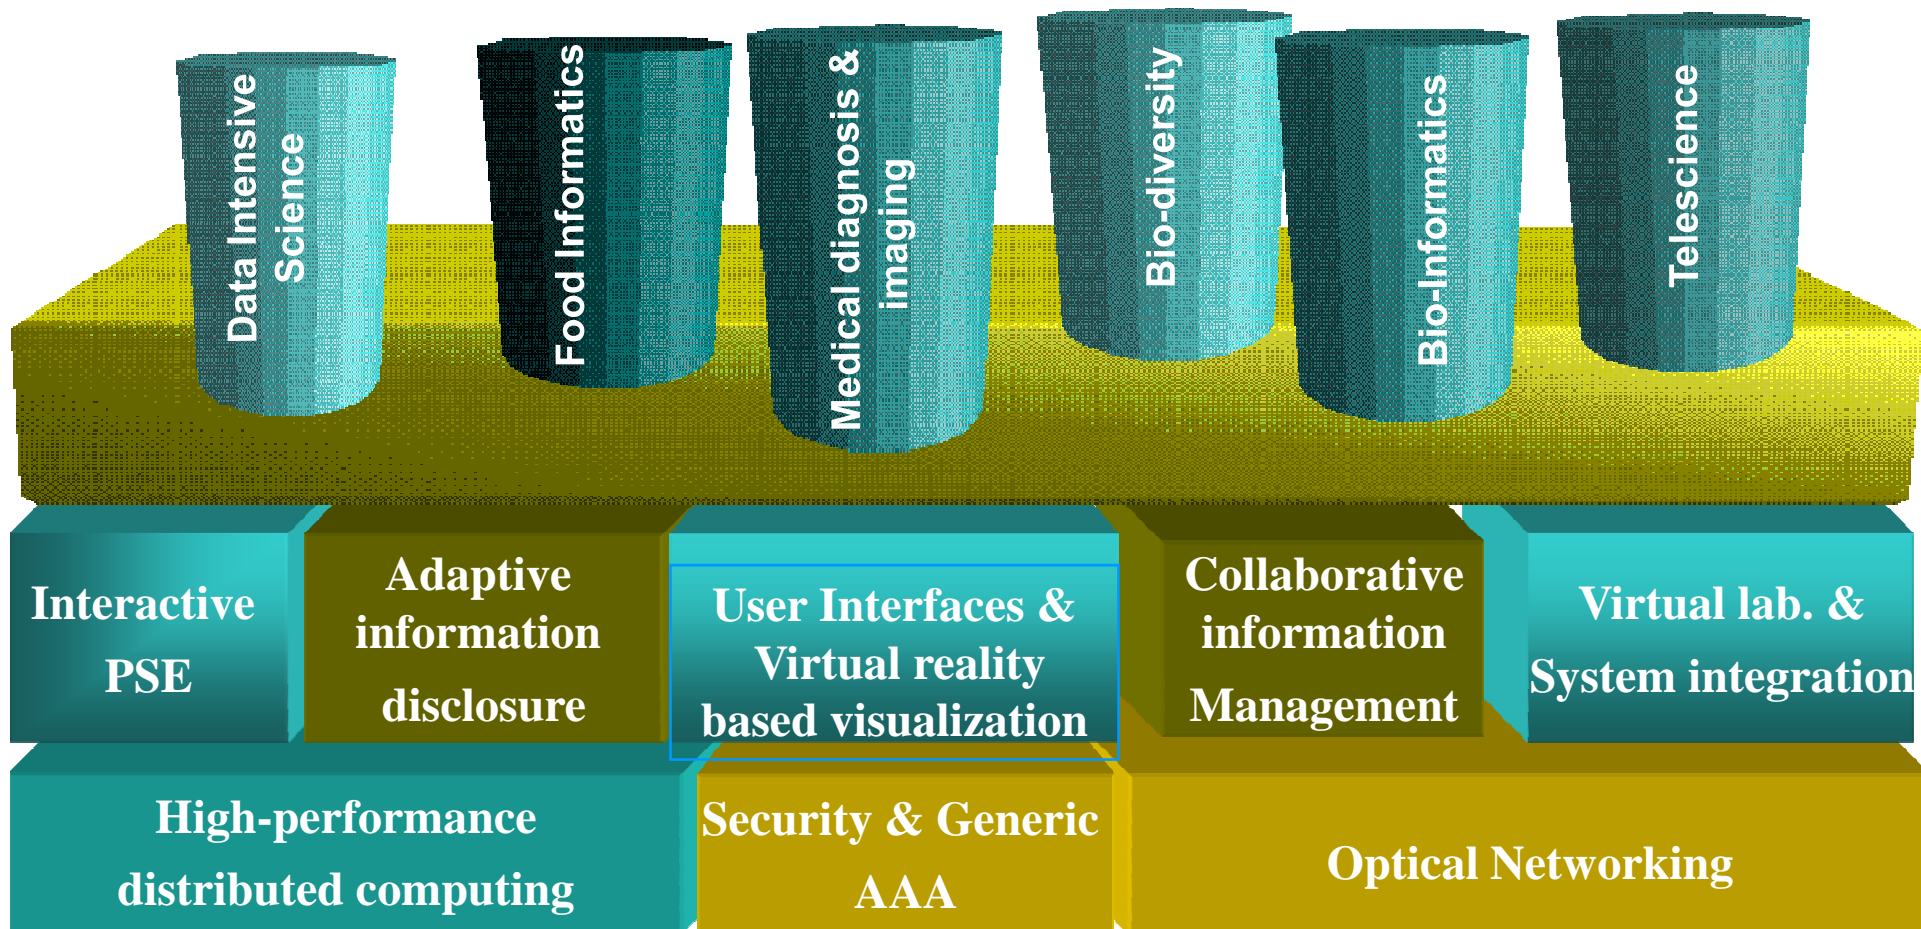 Data Intensive
Science
Food Informatics
Medical diagnosis &
imaging
Bio-diversity
Bio-Informatics
Telescience
Interactive
PSE
Adaptive
information
disclosure
User Interfaces &
Virtual reality
based visualization
Collaborative
information
Management
Virtual lab. &
System integration
High-performance
distributed computing
Security & Generic
AAA
Optical Networking